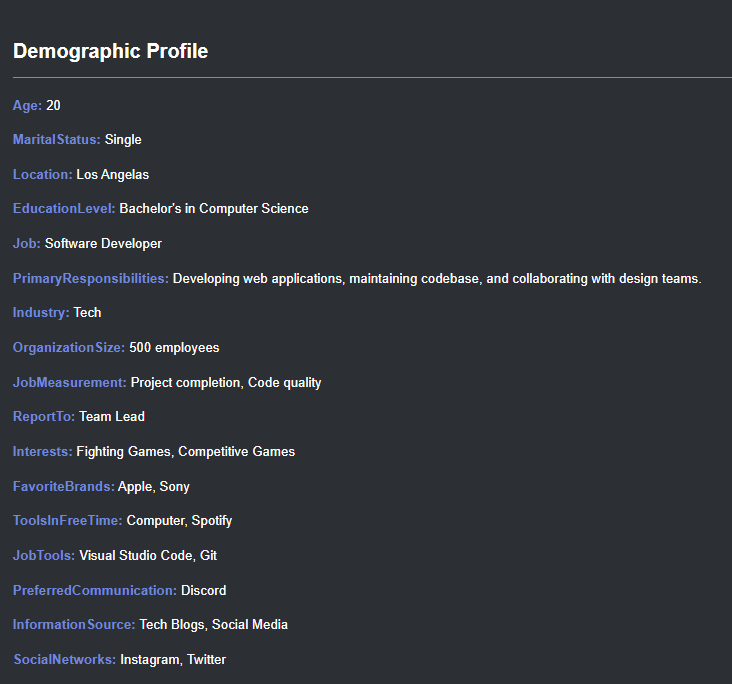 Demographic Profile
Age: 20
MaritalStatus: Single
Location: Los Angelas
EducationLevel: Bachelor's in Computer Science
Job: Software Developer
PrimaryResponsibilities: Developing web applications, maintaining codebase, and collaborating with design teams.
Industry: Tech
OrganizationSize: 500 employees
JobMeasurement: Project completion, Code quality
ReportTo: Team Lead
Interests: Fighting Games, Competitive Games
FavoriteBrands: Apple, Sony
ToolsInFreeTime: Computer, Spotify
JobTools: Visual Studio Code, Git
PreferredCommunication: Discord
InformationSource: Tech Blogs, Social Media
SocialNetworks: Instagram, Twitter